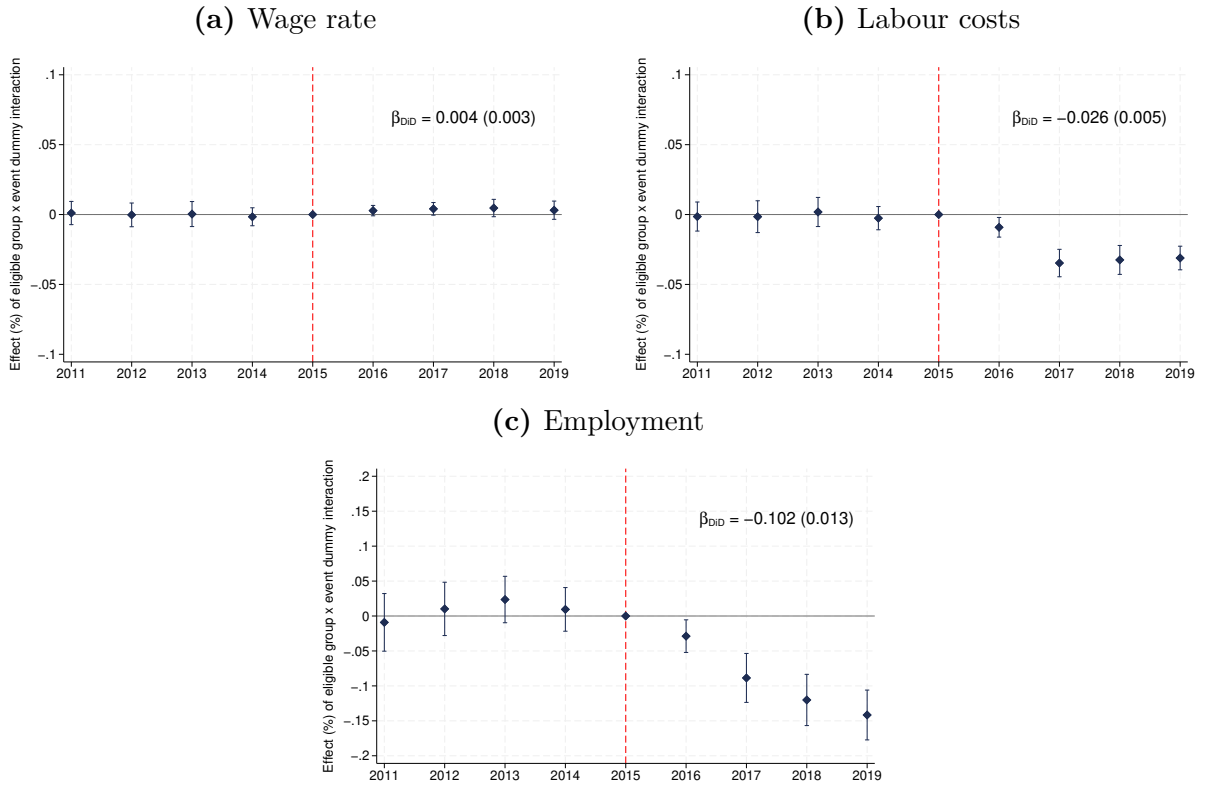 (a) Wage rate
Effect (%) of eligible group x event dummy interaction
.1
.05
0
−.05
−.1
βDiD = 0.004 (0.003)
2011 2012 2013 2014 2015 2016 2017 2018 2019
(b) Labour costs
Effect (%) of eligible group x event dummy interaction
.1
.05
0
−.05
−.1
βDiD = −0.026 (0.005)
2011 2012 2013 2014 2015 2016 2017 2018 2019
(c) Employment
Effect (%) of eligible group x event dummy interaction
.2
.15
.1
.05
0
−.05
−.1
−.15
−.2
βDiD = −0.102 (0.013)
2011 2012 2013 2014 2015 2016 2017 2018 2019